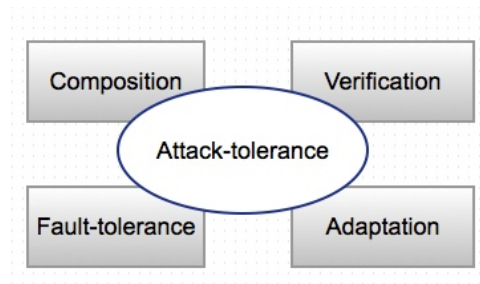 Composition
Verification
Attack-tolerance
Fault-tolerance
Adaptation